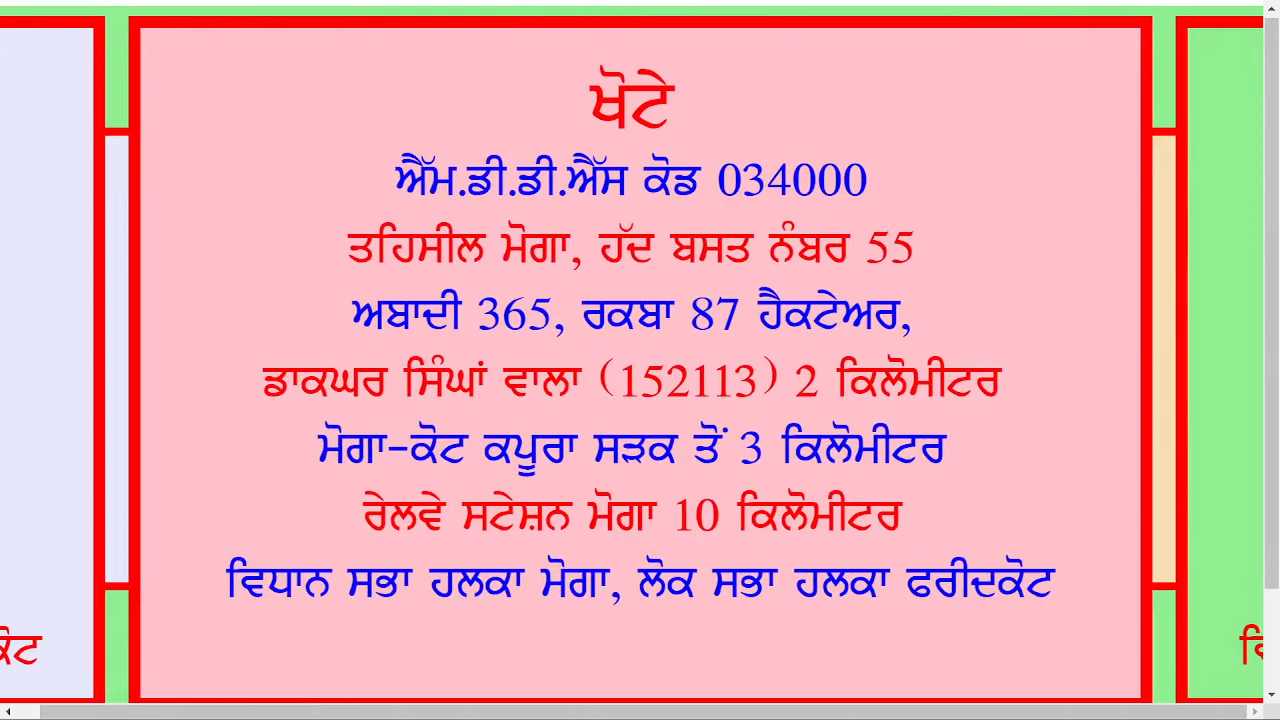 ਖੋਟੇ
ਐੱਮ.ਡੀ.ਡੀ.ਐੱਸ ਕੋਡ 034000
ਤਹਿਸੀਲ ਮੋਗਾ, ਹੱਦ ਬਸਤ ਨੰਬਰ 55
ਅਬਾਦੀ 365, ਰਕਬਾ 87 ਹੈਕਟੇਅਰ,
ਡਾਕਘਰ ਸਿੰਘਾਂ ਵਾਲਾ (152113) 2 ਕਿਲੋਮੀਟਰ
ਮੋਗਾ-ਕੋਟ ਕਪੂਰਾ ਸੜਕ ਤੋਂ 3 ਕਿਲੋਮੀਟਰ
ਰੇਲਵੇ ਸਟੇਸ਼ਨ ਮੋਗਾ 10 ਕਿਲੋਮੀਟਰ
ਵਿਧਾਨ ਸਭਾ ਹਲਕਾ ਮੋਗਾ, ਲੋਕ ਸਭਾ ਹਲਕਾ ਫਰੀਦਕੋਟ